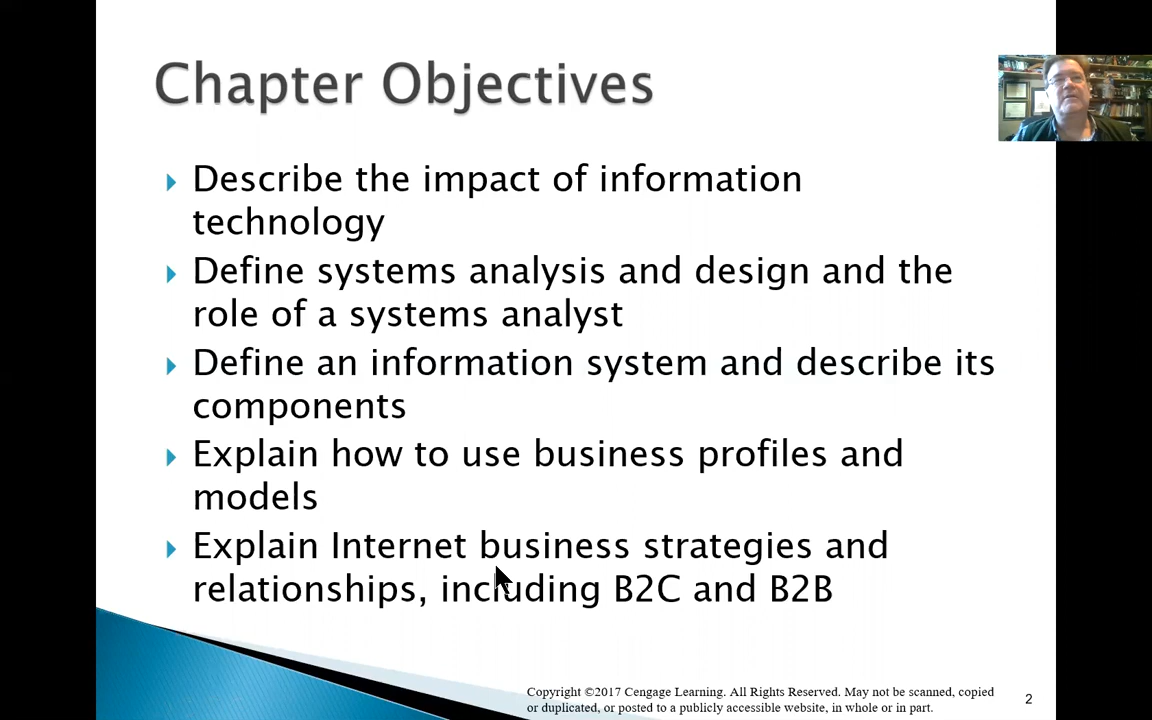 Chapter Objectives
Describe the impact of information
technology
Define systems analysis and design and the
role of a systems analyst
Define an information system and describe its
components
Explain how to use business profiles and
models
Explain Internet business strategies and
relationships, including B2C and B2B
Copyright ©2017 Cengage Learning. All Rights Reserved. May not be scanned, copied
or duplicated, or posted to a publicly accessible website, in whole or in part.
2